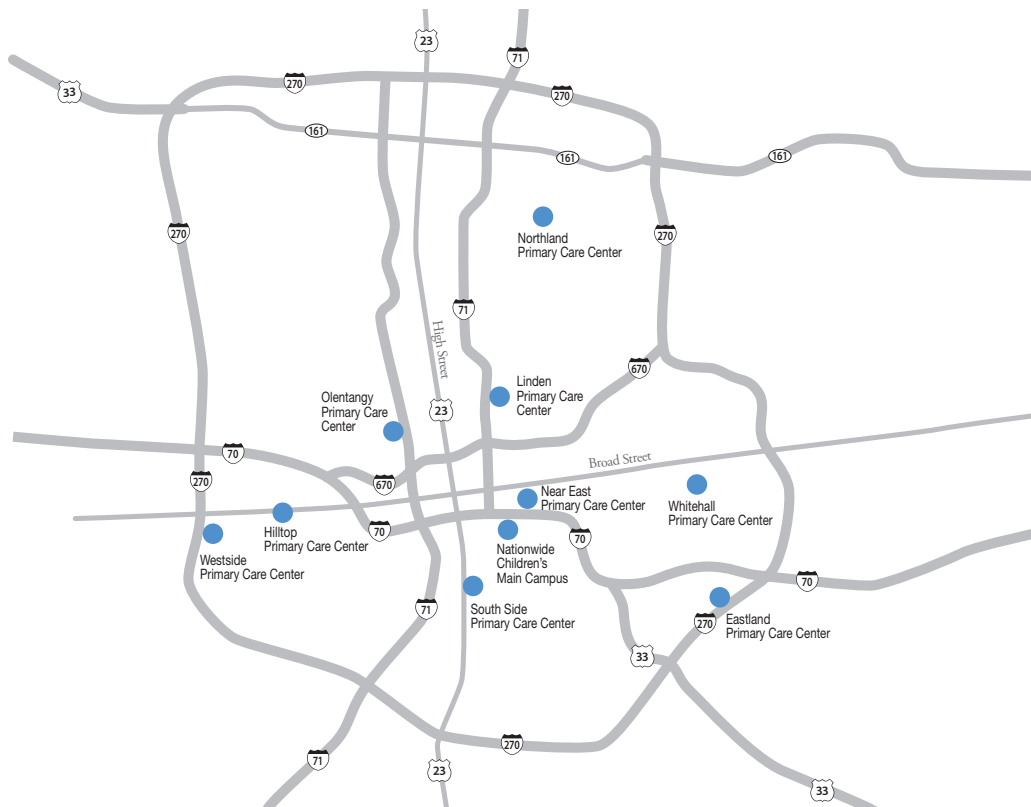 23
71
33
270
270
161
161
161
270
270
Northland
Primary Care Center
71
High Street
670
Linden
Primary Care
Center
Olentangy
Primary Care
Center
23
70
Broad Street
270
670
Near East
Primary Care Center
Whitehall
Primary Care Center
Hilltop
Primary Care Center
70
70
Nationwide
Children's
Main Campus
Westside
Primary Care Center
70
71
South Side
Primary Care Center
270
Eastland
Primary Care Center
33
270
71
23
33